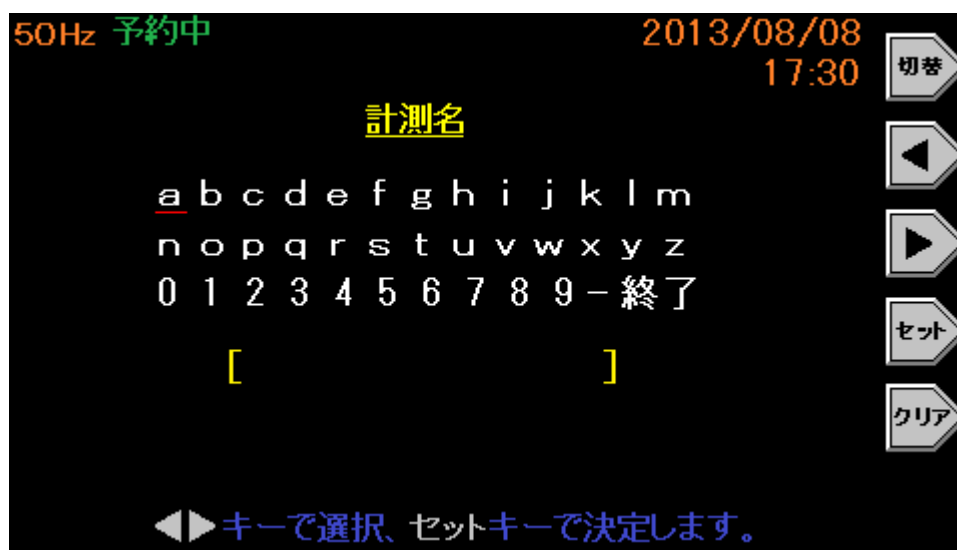 50Hz 予約中 2013/08/08
17:30
切替
計測名
◀
a b c d e f g h i j k l m
n o p q r s t u v w x y z
▶
0 1 2 3 4 5 6 7 8 9 − 終了
セット
[ ]
クリア
◀▶キーで選択、セットキーで決定します。